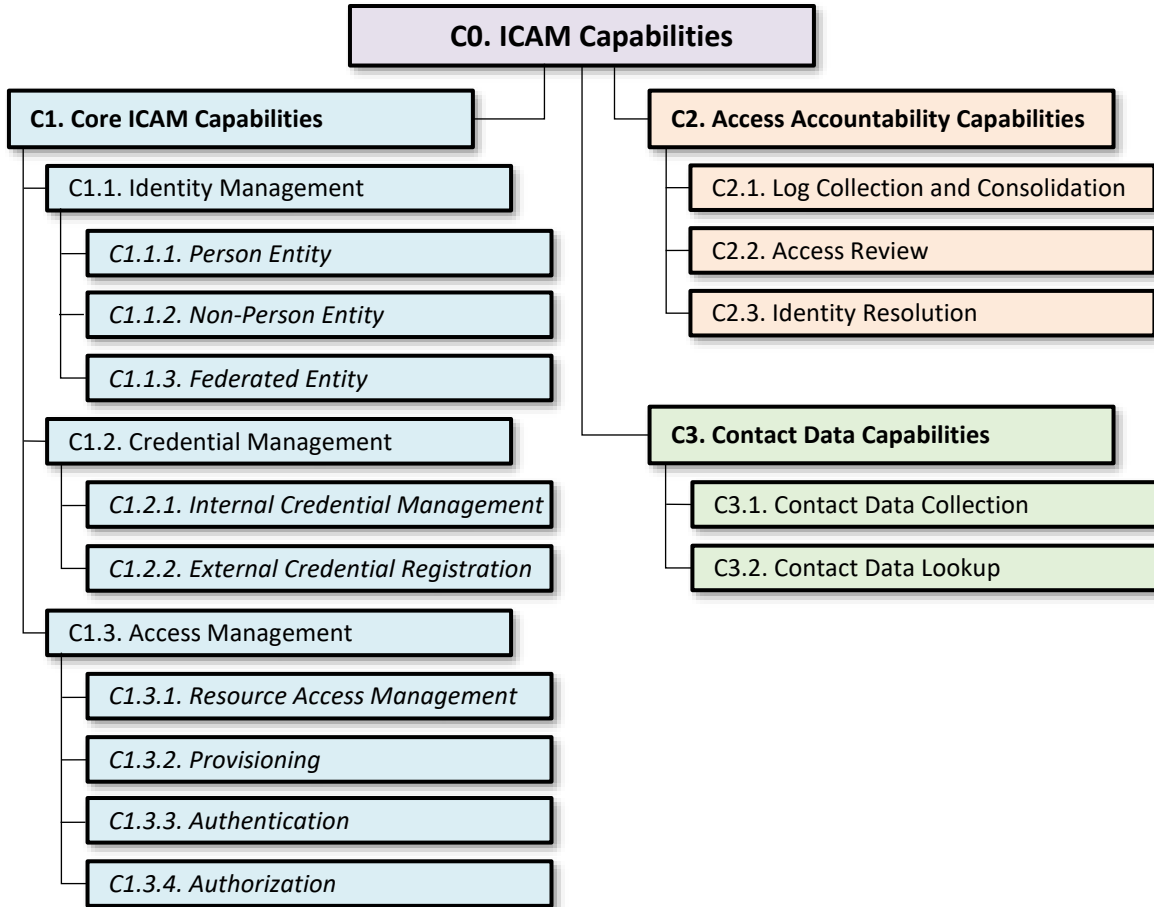 C0. ICAM Capabilities
C1. Core ICAM Capabilities
C1.1. Identity Management
C1.1.1. Person Entity
C1.1.2. Non-Person Entity
C1.1.3. Federated Entity
C1.2. Credential Management
C1.2.1. Internal Credential Management
C1.2.2. External Credential Registration
C1.3. Access Management
C1.3.1. Resource Access Management
C1.3.2. Provisioning
C1.3.3. Authentication
C1.3.4. Authorization
C2. Access Accountability Capabilities
C2.1. Log Collection and Consolidation
C2.2. Access Review
C2.3. Identity Resolution
C3. Contact Data Capabilities
C3.1. Contact Data Collection
C3.2. Contact Data Lookup